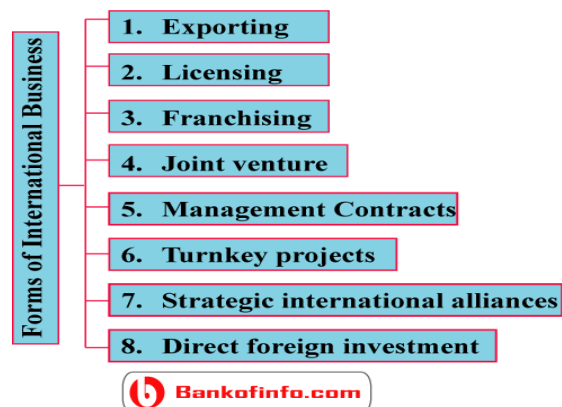 Forms of International Business
1. Exporting
2. Licensing
3. Franchising
4. Joint venture
5. Management Contracts
6. Turnkey projects
7. Strategic international alliances
8. Direct foreign investment
Bankofinfo.com